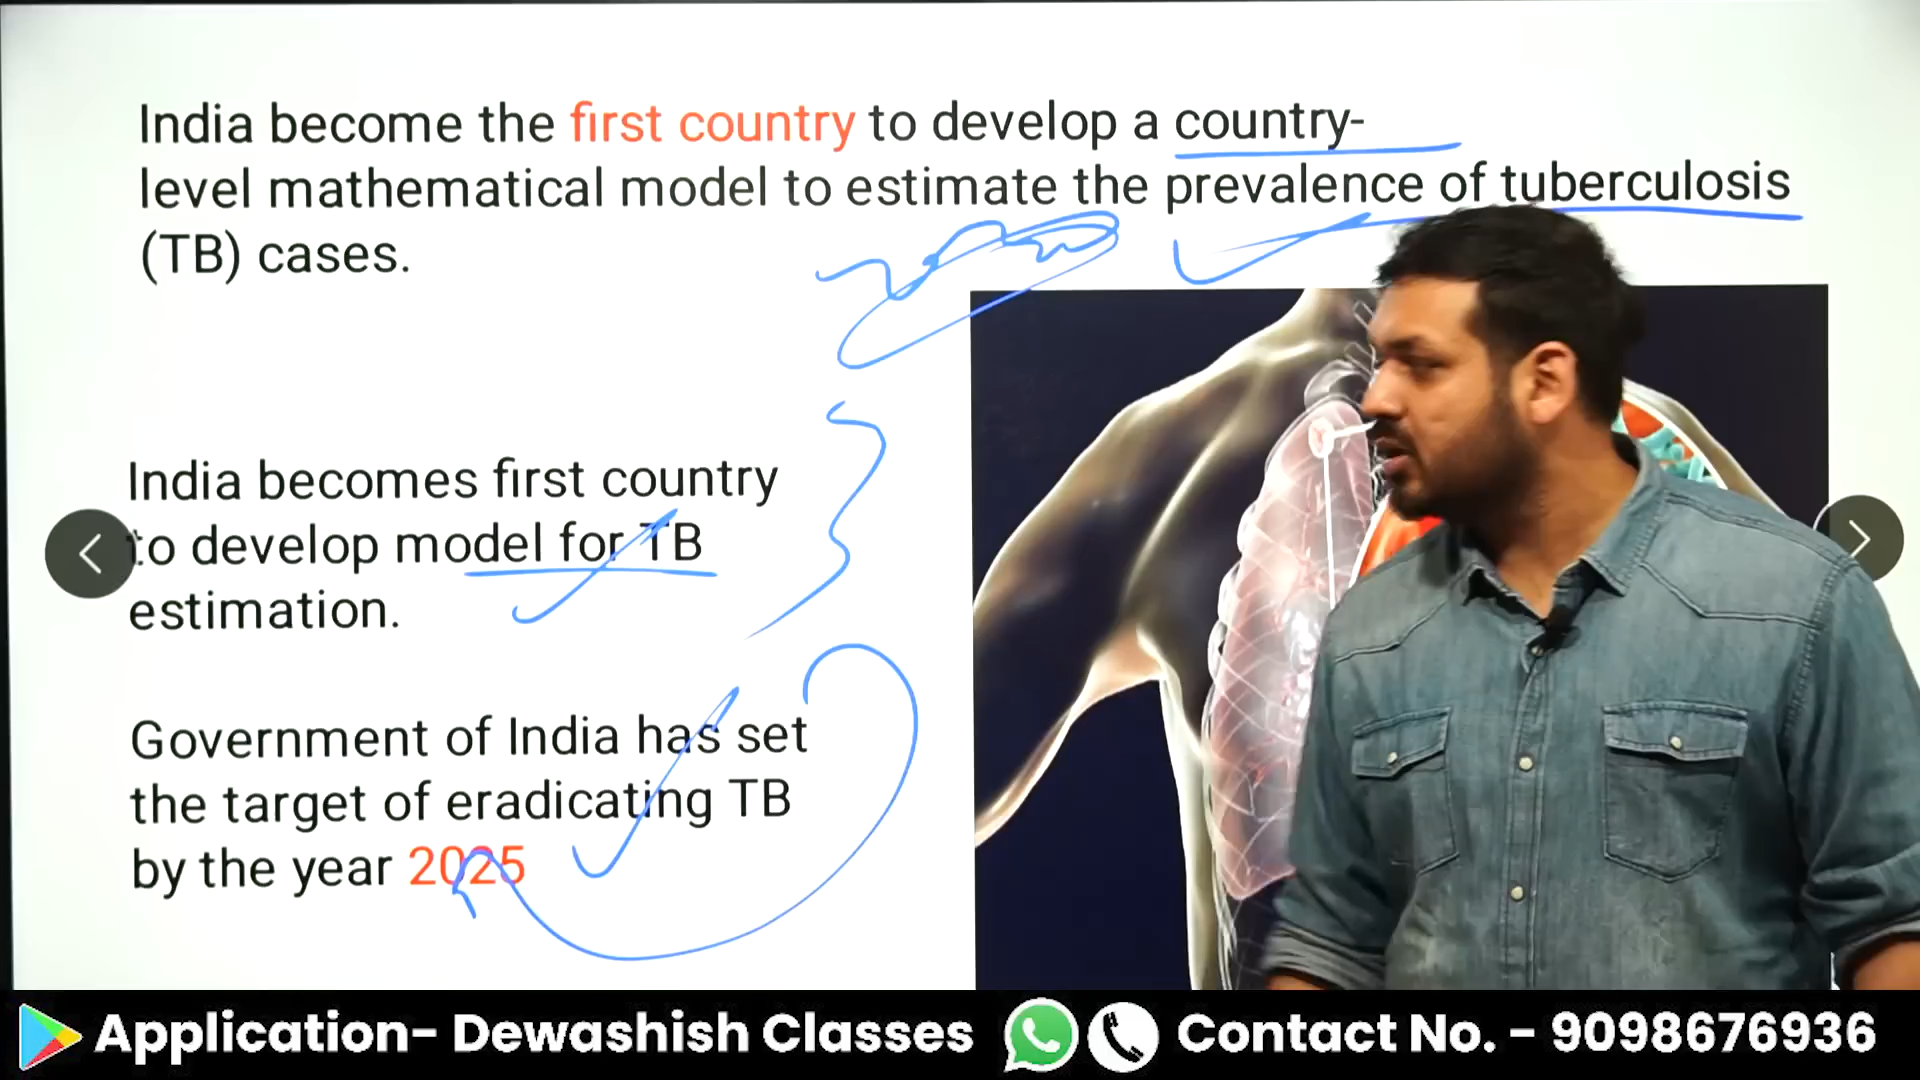 India become the first country to develop a country-
level mathematical model to estimate the prevalence of tuberculosis
(TB) cases.
India becomes first country
to develop model for TB
estimation.
Government of India has set
the target of eradicating TB
by the year 2025
Application- Dewashish Classes
Contact No. - 9098676936